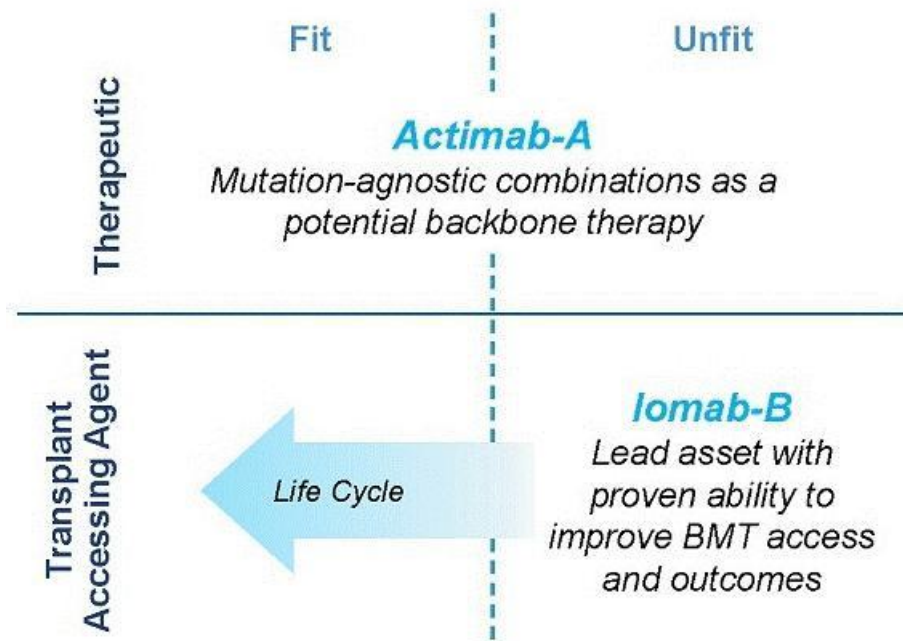 Fit
Unfit
Therapeutic
Actimab-A
Mutation-agnostic combinations as a
potential backbone therapy
Transplant
Accessing Agent
Life Cycle
Iomab-B
Lead asset with
proven ability to
improve BMT access
and outcomes